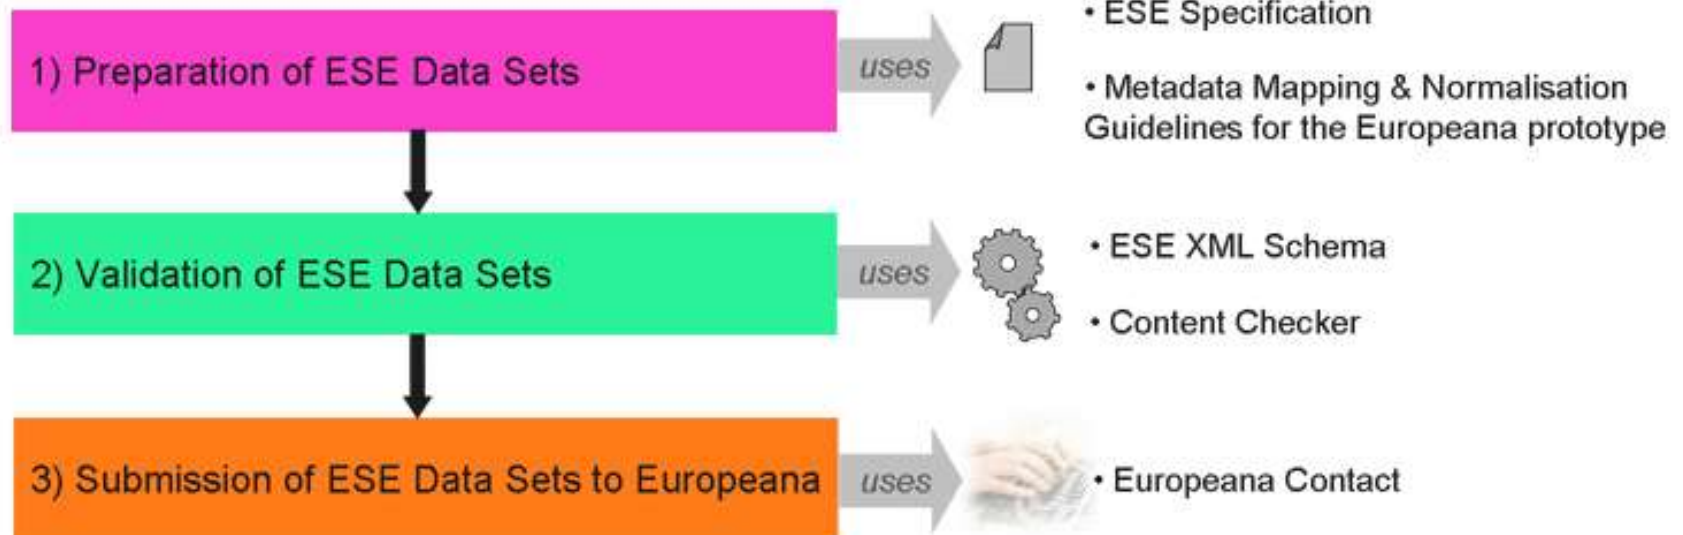 1) Preparation of ESE Data Sets
uses
• ESE Specification
• Metadata Mapping & Normalisation
Guidelines for the Europeana prototype
2) Validation of ESE Data Sets
uses
• ESE XML Schema
• Content Checker
3) Submission of ESE Data Sets to Europeana
uses
• Europeana Contact